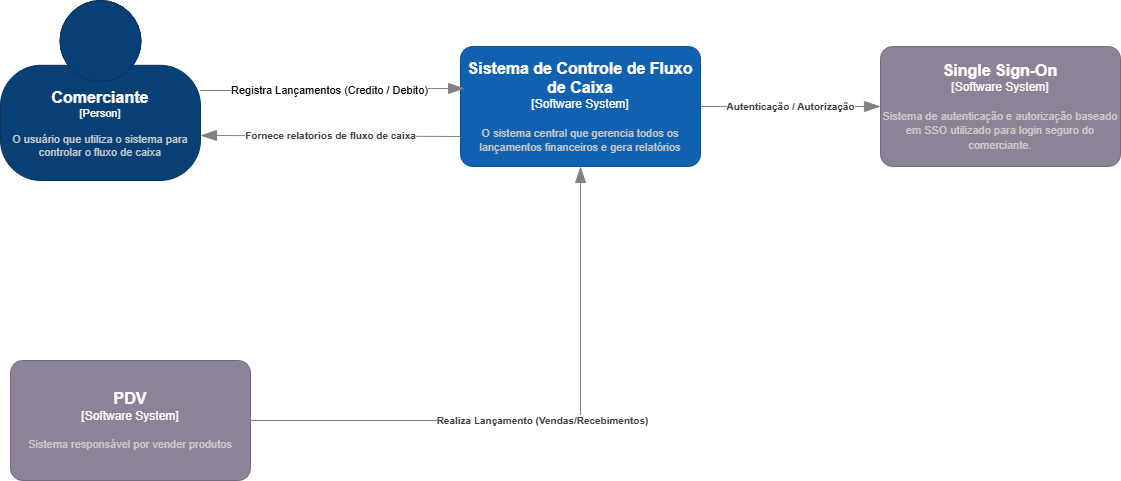 Comerciante
[Person]
O usuário que utiliza o sistema para
controlar o fluxo de caixa
Registra Lançamentos (Credito / Debito)
Fornece relatorios de fluxo de caixa
Sistema de Controle de Fluxo
de Caixa
[Software System]
O sistema central que gerencia todos os
lançamentos financeiros e gera relatórios
Autenticação / Autorização
Single Sign-On
[Software System]
Sistema de autenticação e autorização baseado
em SSO utilizado para login seguro do
comerciante.
PDV
[Software System]
Sistema responsável por vender produtos
Realiza Lançamento (Vendas/Recebimentos)